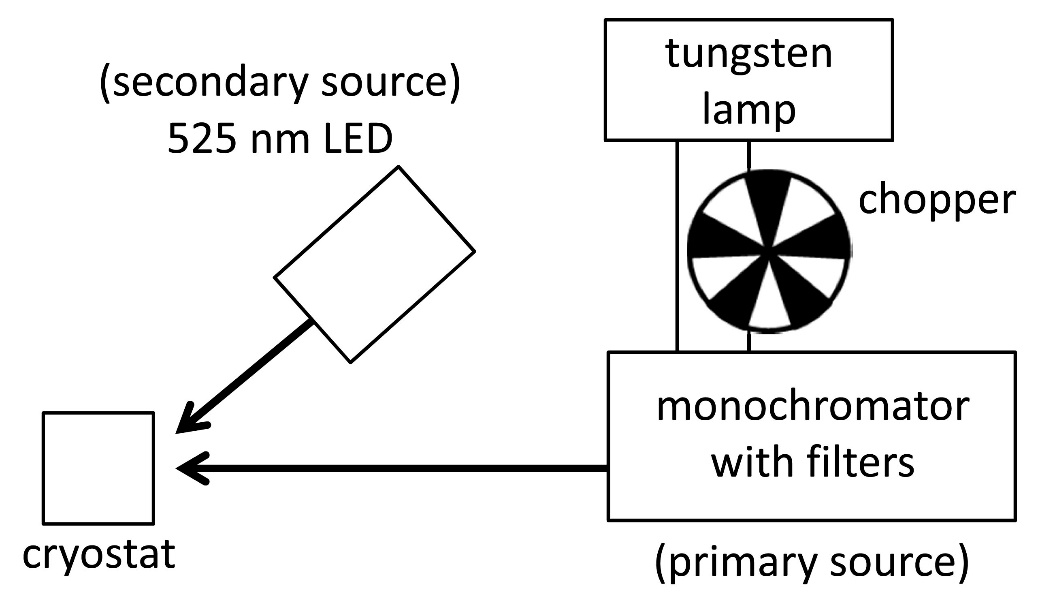 (secondary source)
525 nm LED
tungsten
lamp
chopper
monochromator
with filters
(primary source)
cryostat